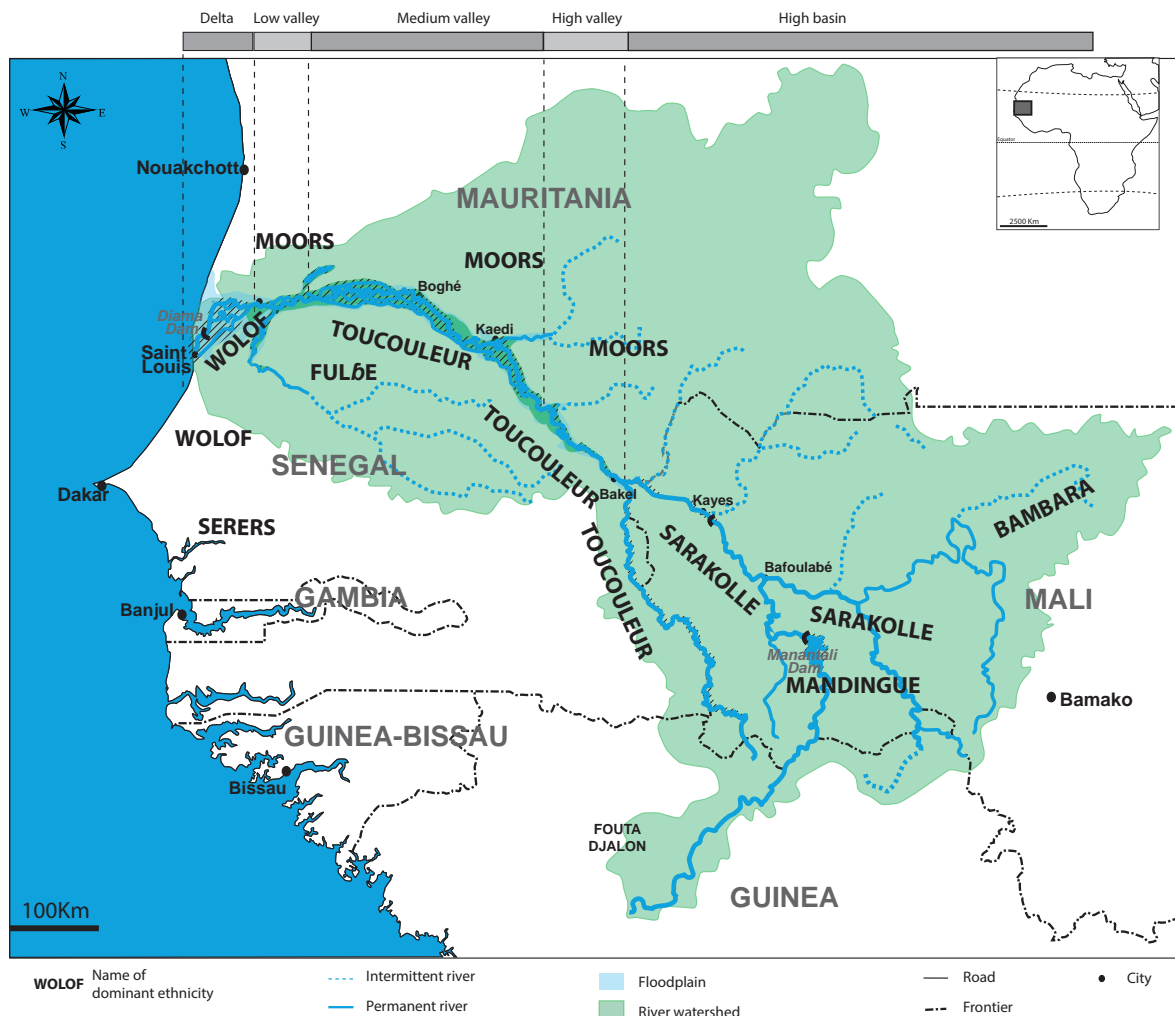 Delta
Low valley
Medium valley
High valley
High basin
N
W
E
S
Equator
2500 Km
Nouakchott
MAURITANIA
MOORS
MOORS
Boghé
Diama
Dam
WOLOF
Kaedi
TOUCOULEUR
MOORS
Saint
Louis
FULɓE
WOLOF
TOUCOULEUR
SENEGAL
Dakar
Bakel
Kayes
BAMBARA
SERERS
SARAKOLLE
TOUCOULEUR
Bafoulabé
GAMBIA
MALI
Banjul
SARAKOLLE
Manantali
Dam
MANDINGUE
Bamako
GUINEA-BISSAU
Bissau
FOUTA
DJALON
GUINEA
100Km
WOLOF
Name of
dominant ethnicity
Intermittent river
Permanent river
Floodplain
River watershed
Road
Frontier
City